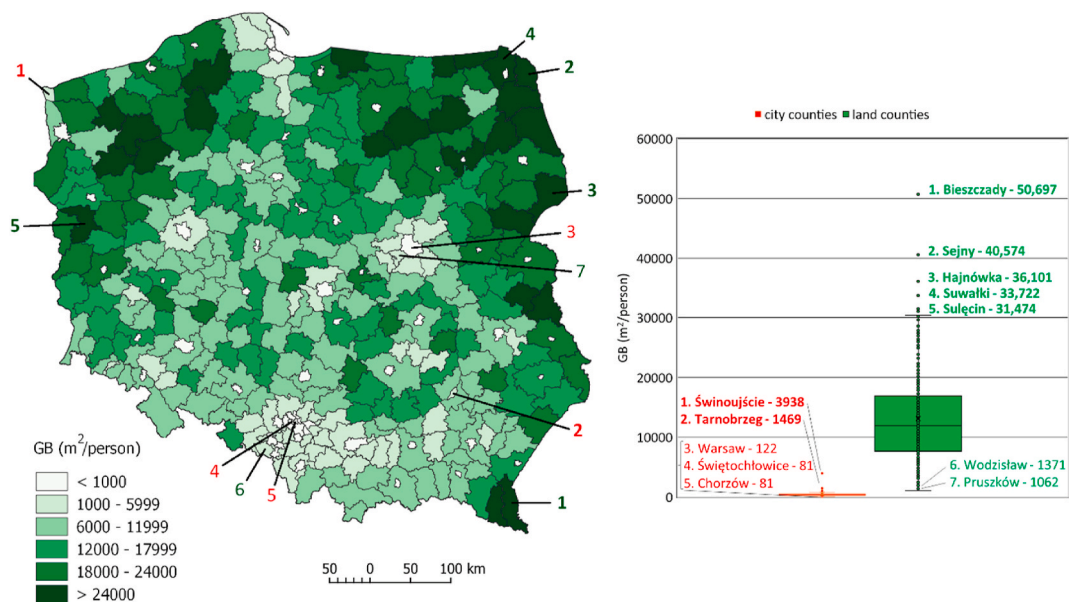 1
4
2
3
5
3
7
2
4
6
5
1
GB (m²/person)
< 1000
1000 - 5999
6000 - 11999
12000 - 17999
18000 - 24000
> 24000
50 0 50 100 km
city counties land counties
GB (m²/person)
60000
50000
40000
30000
20000
10000
0
1. Bieszczady - 50,697
2. Sejny - 40,574
3. Hajnówka - 36,101
4. Suwałki - 33,722
5. Sulęcin - 31,474
1. Świnoujście - 3938
2. Tarnobrzeg - 1469
3. Warsaw - 122
4. Świętochłowice - 81
5. Chorzów - 81
6. Wodzisław - 1371
7. Pruszków - 1062